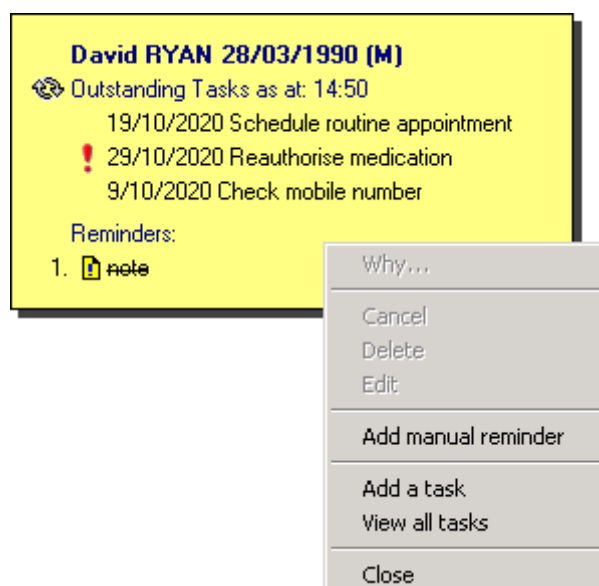 David RYAN 28/03/1990 (M)
Outstanding Tasks as at: 14:50
19/10/2020 Schedule routine appointment
29/10/2020 Reauthorise medication
9/10/2020 Check mobile number
Reminders:
1. note
Why...
Cancel
Delete
Edit
Add manual reminder
Add a task
View all tasks
Close